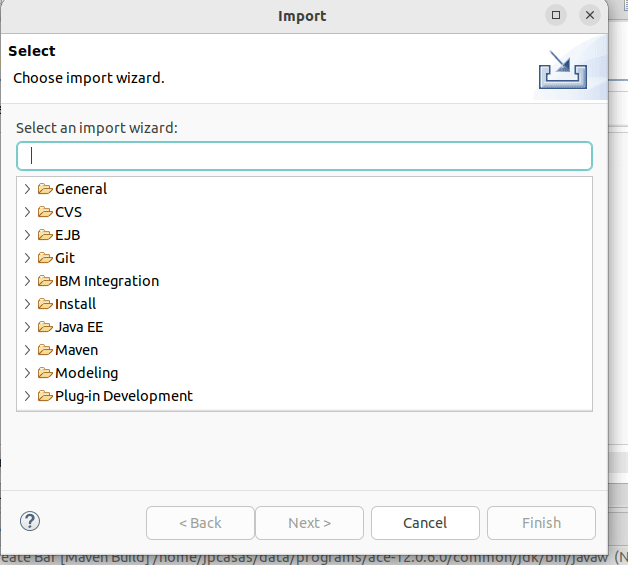 Import
Select
Choose import wizard.
Select an import wizard:
General
CVS
EJB
Git
IBM Integration
Install
Java EE
Maven
Modeling
Plug-in Development
< Back
Next >
Cancel
Finish
eate Bar [Maven Build] /home/jpcasas/data/programs/ace-12.0.6.0/common/jdk/bin/javaw (N